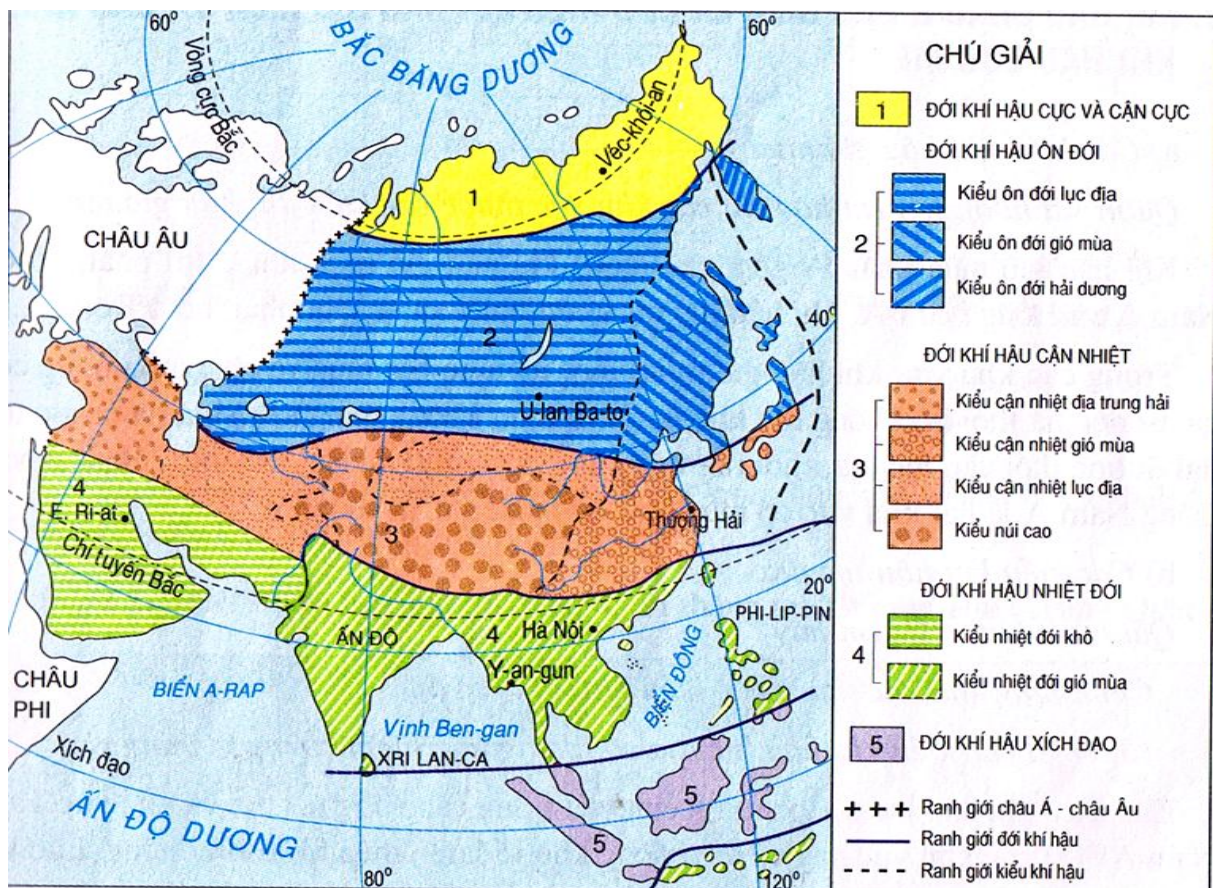 60°
60°
Vòng cực Bắc
BẮC BĂNG DƯƠNG
Véc-khôi-an
1
CHÂU ÂU
2
40°
U-lan Ba-to
4
E. Ri-at
3
Thượng Hải
Chí tuyến Bắc
20°
PHI-LIP-PIN
ẤN ĐỘ
4
Hà Nội
Y-an-gun
CHÂU
PHI
BIỂN A-RAP
BIỂN ĐÔNG
Vịnh Ben-gan
XRI LAN-CA
Xích đạo
5
5
ẤN ĐỘ DƯƠNG
80°
120°
CHÚ GIẢI
1 ĐỚI KHÍ HẬU CỰC VÀ CẬN CỰC
ĐỚI KHÍ HẬU ÔN ĐỚI
Kiểu ôn đới lục địa
2 Kiểu ôn đới gió mùa
Kiểu ôn đới hải dương
ĐỚI KHÍ HẬU CẬN NHIỆT
Kiểu cận nhiệt địa trung hải
Kiểu cận nhiệt gió mùa
3 Kiểu cận nhiệt lục địa
Kiểu núi cao
ĐỚI KHÍ HẬU NHIỆT ĐỚI
Kiểu nhiệt đới khô
4 Kiểu nhiệt đới gió mùa
5 ĐỚI KHÍ HẬU XÍCH ĐẠO
Ranh giới châu Á - châu Âu
Ranh giới đới khí hậu
Ranh giới kiểu khí hậu